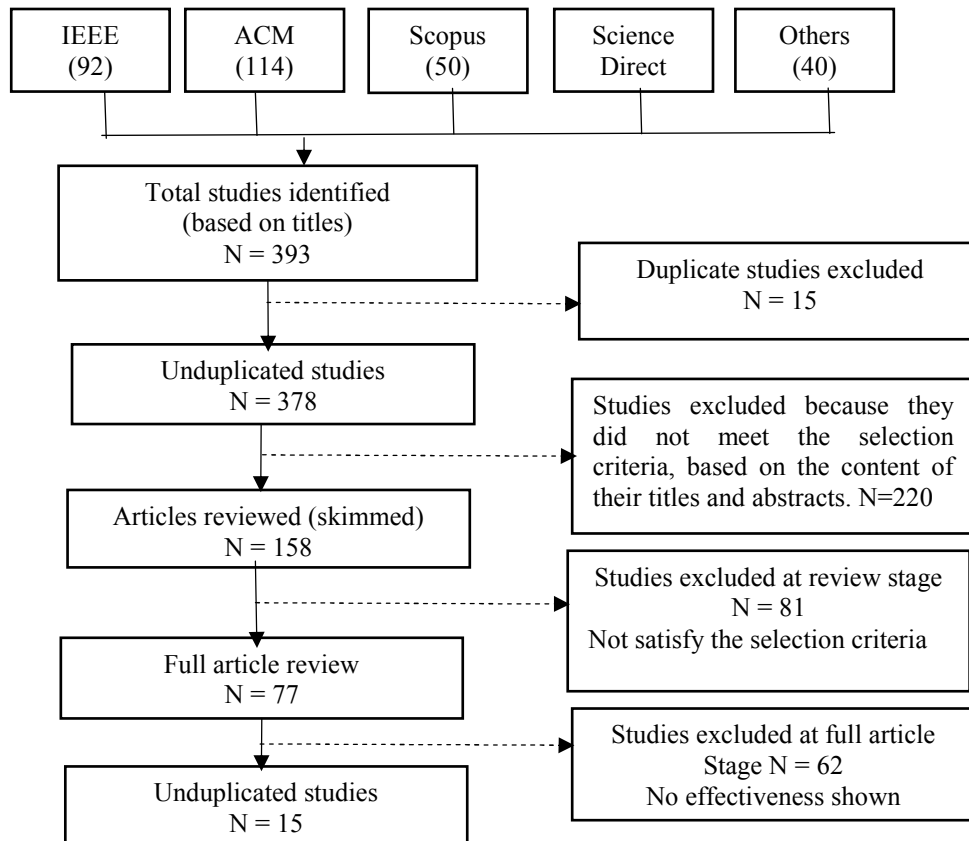 IEEE
(92)
ACM
(114)
Scopus
(50)
Science
Direct
Others
(40)
Total studies identified
(based on titles)
N = 393
Duplicate studies excluded
N = 15
Unduplicated studies
N = 378
Studies excluded because they
did not meet the selection
criteria, based on the content of
their titles and abstracts. N=220
Articles reviewed (skimmed)
N = 158
Studies excluded at review stage
N = 81
Not satisfy the selection criteria
Full article review
N = 77
Studies excluded at full article
Stage N = 62
No effectiveness shown
Unduplicated studies
N = 15